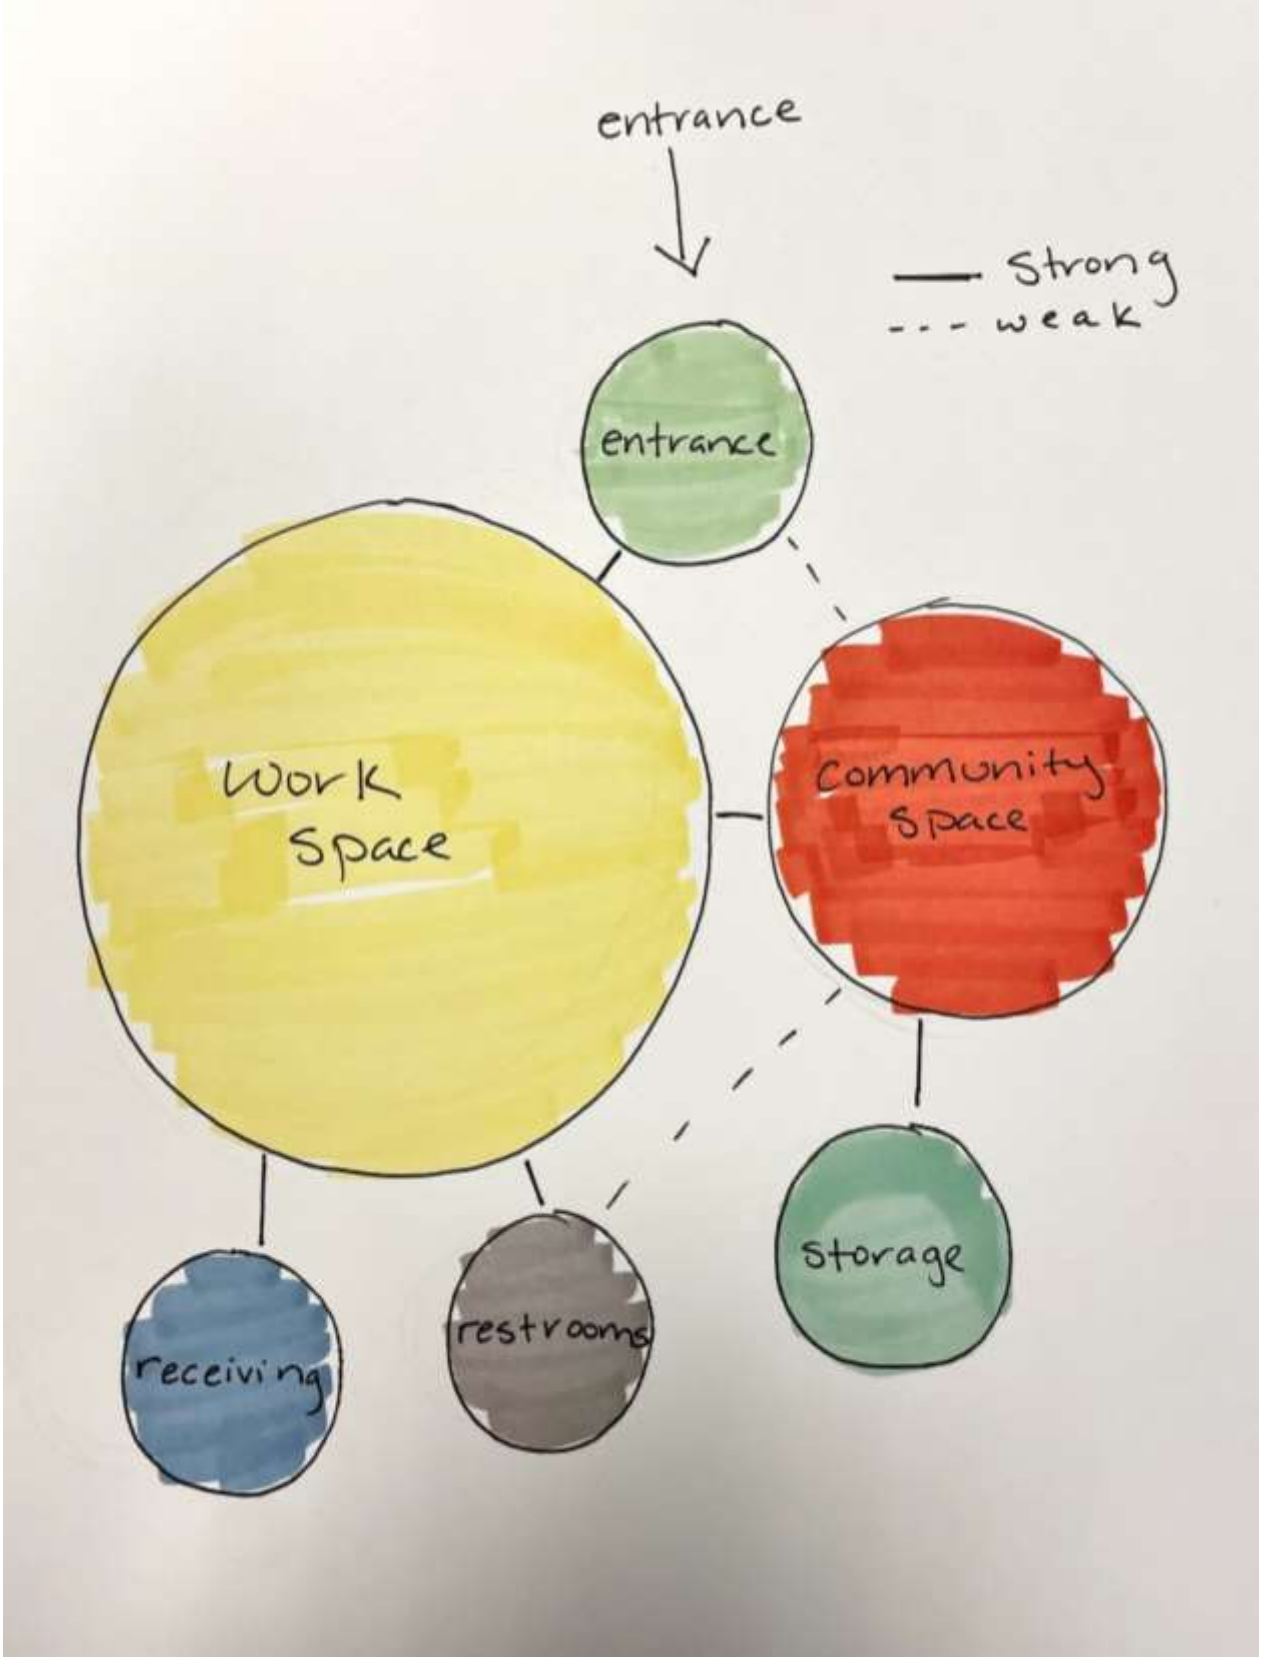 entrance
Strong
weak
entrance
Work
Space
Community
Space
storage
restrooms
receiving